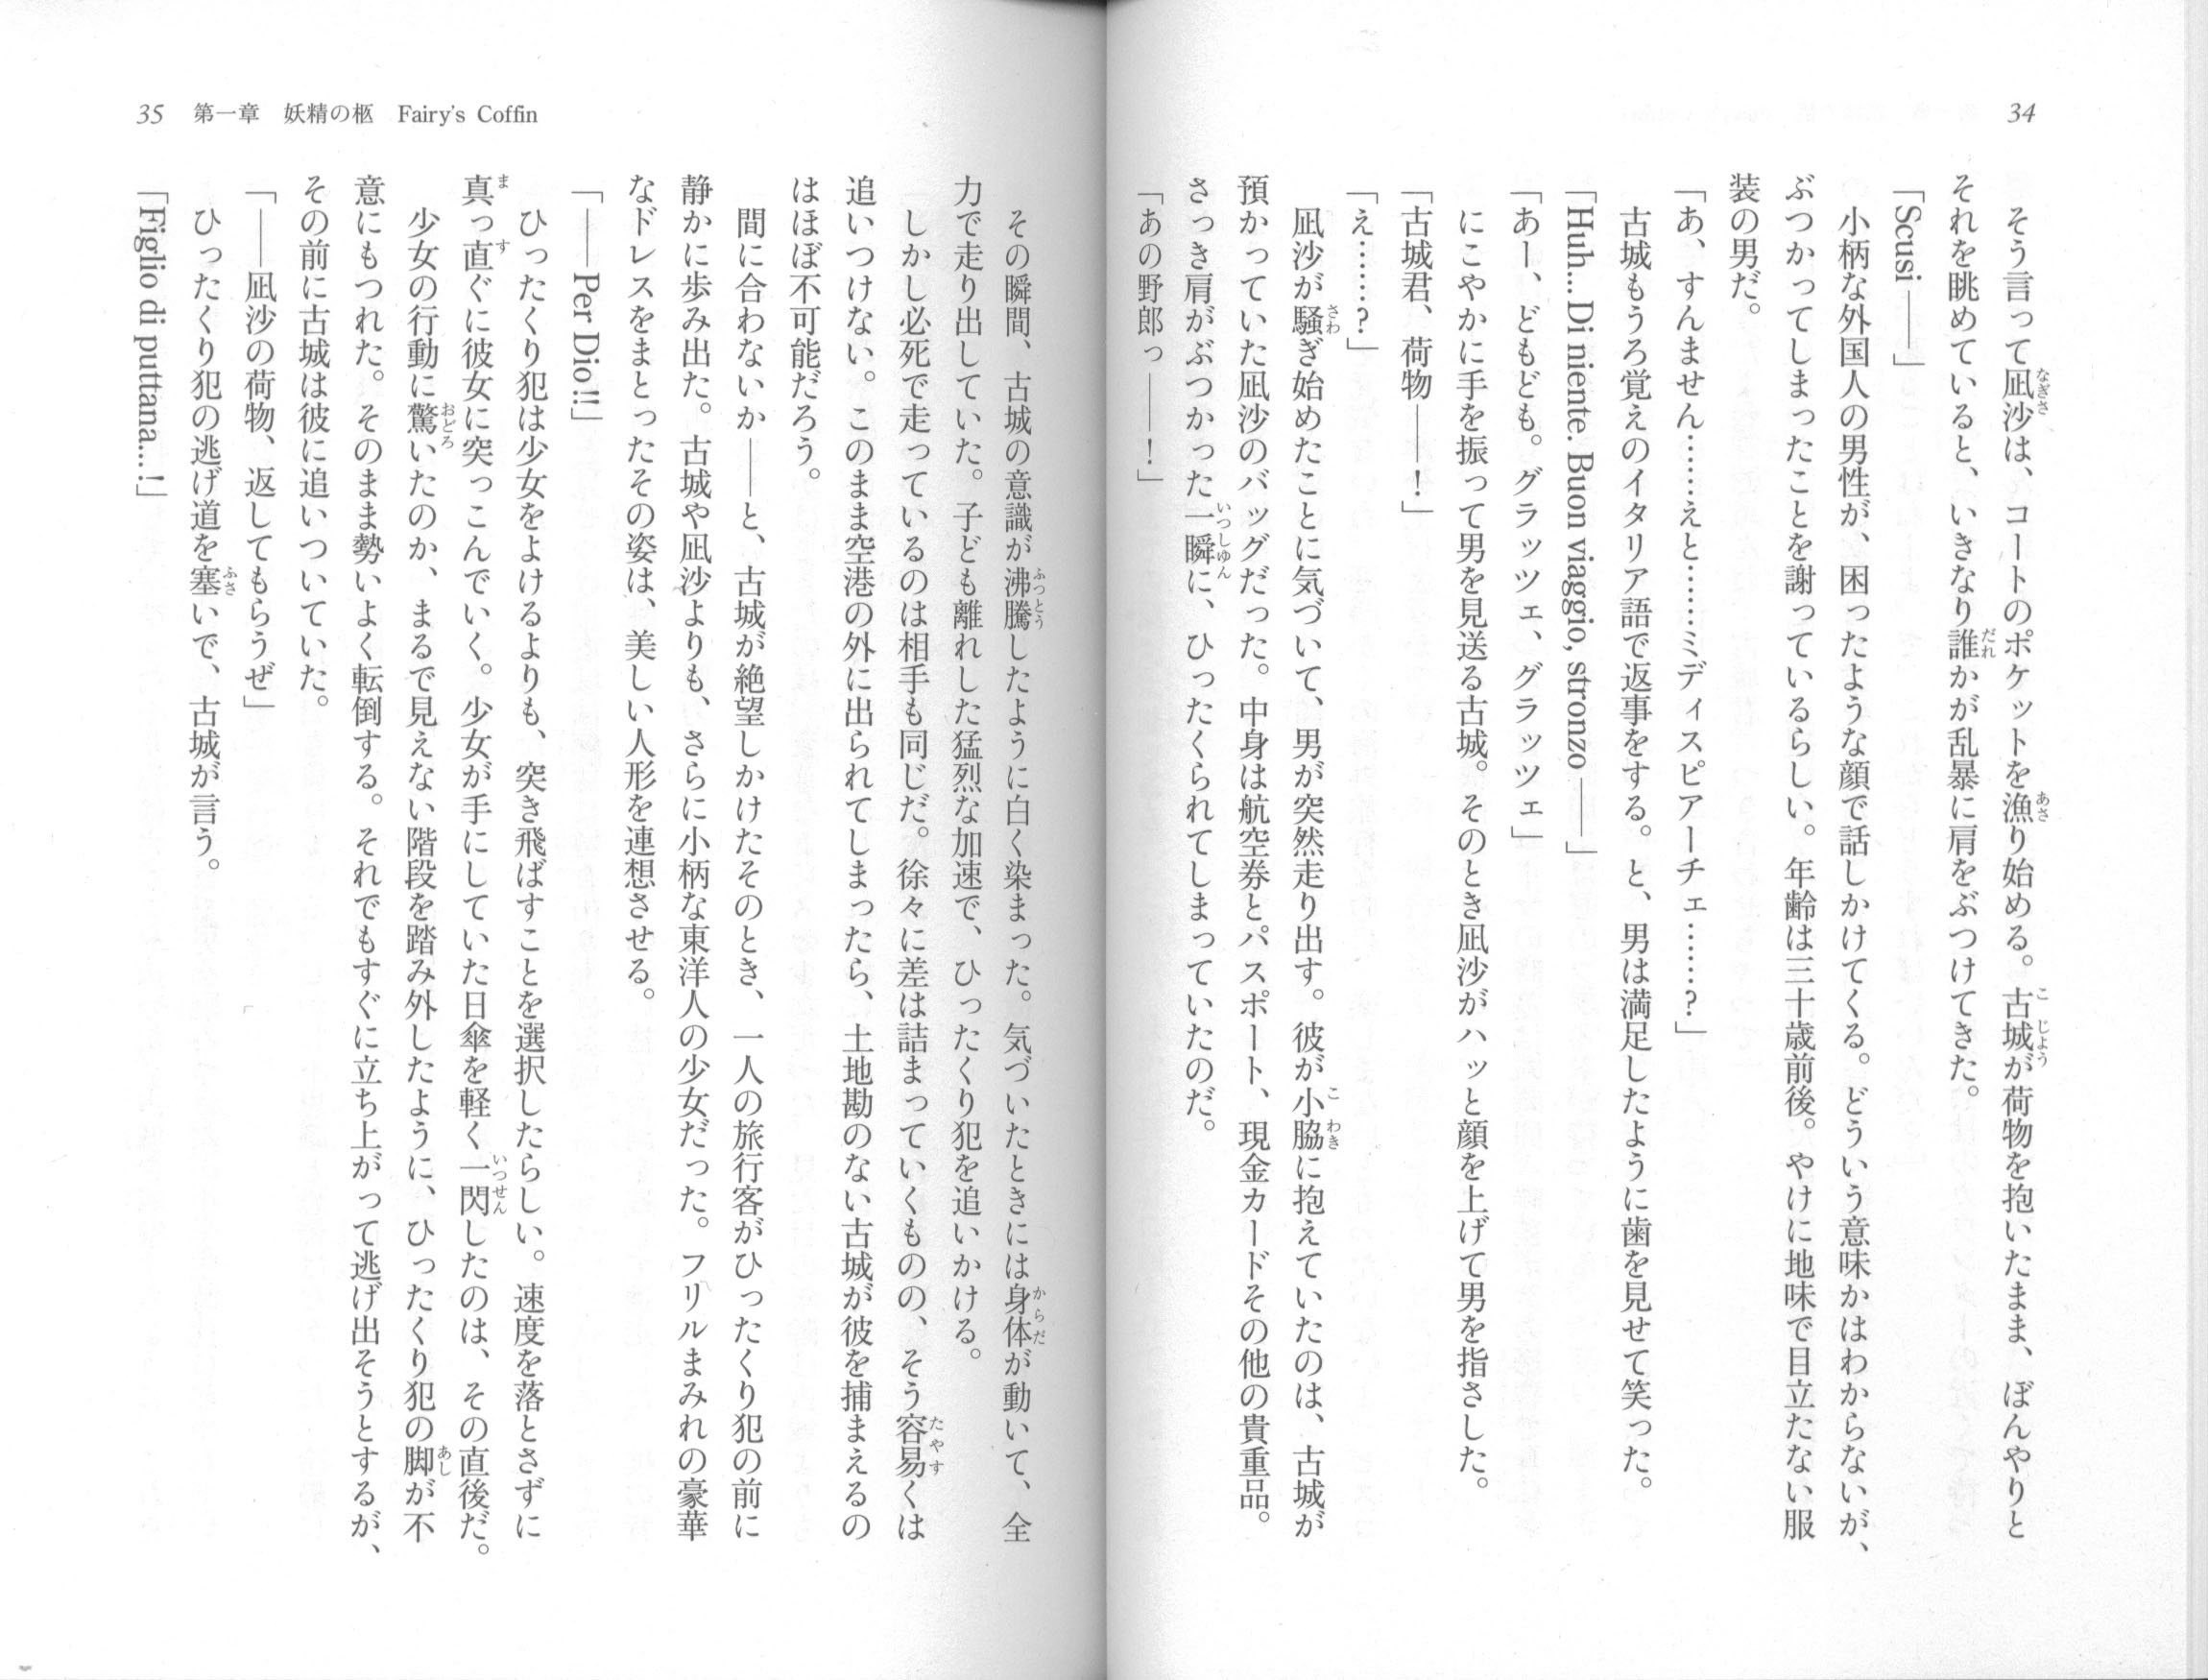 34
そう言って凪沙は、コートのポケットを漁り始める。古城が荷物を抱いたまま、ぼんやりと
それを眺めていると、いきなり誰かが乱暴に肩をぶつけてきた。
「Scusi ――」
小柄な外国人の男性が、困ったような顔で話しかけてくる。どういう意味かはわからないが、
ぶつかってしまったことを謝っているらしい。年齢は三十歳前後。やけに地味で目立たない服
装の男だ。
「あ、すんません……えと……ミディスピアーチェ……？」
古城もうろ覚えのイタリア語で返事をする。と、男は満足したように歯を見せて笑った。
「Huh... Di niente. Buon viaggio, stronzo ――」
「あー、どもども。グラッツェ、グラッツェ」
にこやかに手を振って男を見送る古城。そのとき凪沙がハッと顔を上げて男を指さした。
「古城君、荷物――！」
「え……？」
凪沙が騒ぎ始めたことに気づいて、男が突然走り出す。彼が小脇に抱えていたのは、古城が
預かっていた凪沙のバッグだった。中身は航空券とパスポート、現金カードその他の貴重品。
さっき肩がぶつかった一瞬に、ひったくられてしまっていたのだ。
「あの野郎っ――！」
35 第一章 妖精の柩 Fairy's Coffin
その瞬間、古城の意識が沸騰したように白く染まった。気づいたときには身体が動いて、全
力で走り出していた。子ども離れした猛烈な加速で、ひったくり犯を追いかける。
しかし必死で走っているのは相手も同じだ。徐々に差は詰まっていくものの、そう容易くは
追いつけない。このまま空港の外に出られてしまったら、土地勘のない古城が彼を捕まえるの
はほぼ不可能だろう。
間に合わないか――と、古城が絶望しかけたそのとき、一人の旅行客がひったくり犯の前に
静かに歩み出た。古城や凪沙よりも、さらに小柄な東洋人の少女だった。フリルまみれの豪華
なドレスをまとったその姿は、美しい人形を連想させる。
「―― Per Dio!!」
ひったくり犯は少女をよけるよりも、突き飛ばすことを選択したらしい。速度を落とさずに
真っ直ぐに彼女に突っこんでいく。少女が手にしていた日傘を軽く一閃したのは、その直後だ。
少女の行動に驚いたのか、まるで見えない階段を踏み外したように、ひったくり犯の脚が不
意にもつれた。そのまま勢いよく転倒する。それでもすぐに立ち上がって逃げ出そうとするが、
その前に古城は彼に追いついていた。
「――凪沙の荷物、返してもらうぜ」
ひったくり犯の逃げ道を塞いで、古城が言う。
「Figlio di puttana...!」